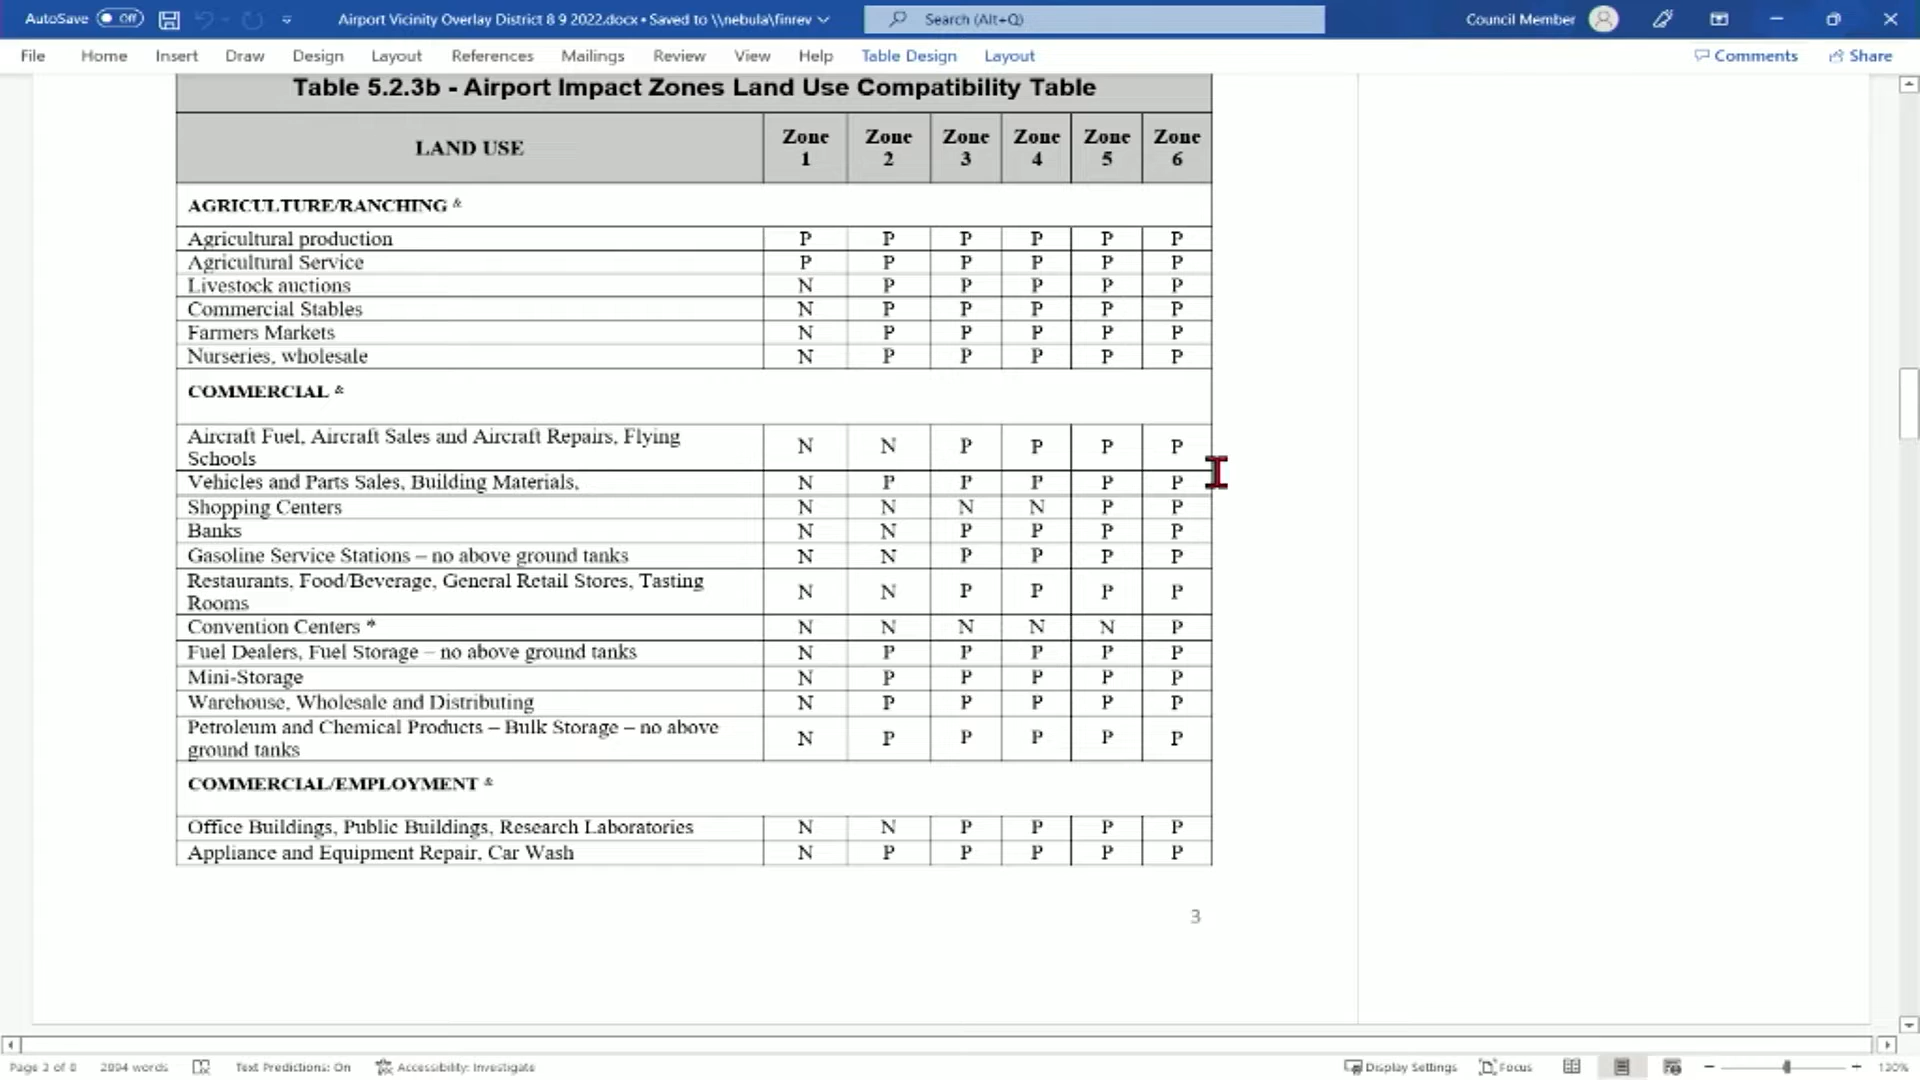 AutoSave Off Airport Vicinity Overlay District 8 9 2022.docx • Saved to \\nebula\finrev Search (Alt+Q) Council Member
File Home Insert Draw Design Layout References Mailings Review View Help Table Design Layout Comments Share
Table 5.2.3b - Airport Impact Zones Land Use Compatibility Table
LAND USE Zone 1 Zone 2 Zone 3 Zone 4 Zone 5 Zone 6
AGRICULTURE/RANCHING &
Agricultural production P P P P P P
Agricultural Service P P P P P P
Livestock auctions N P P P P P
Commercial Stables N P P P P P
Farmers Markets N P P P P P
Nurseries, wholesale N P P P P P
COMMERCIAL &
Aircraft Fuel, Aircraft Sales and Aircraft Repairs, Flying
Schools N N P P P P
Vehicles and Parts Sales, Building Materials, N P P P P P
Shopping Centers N N N N P P
Banks N N P P P P
Gasoline Service Stations – no above ground tanks N N P P P P
Restaurants, Food/Beverage, General Retail Stores, Tasting
Rooms N N P P P P
Convention Centers * N N N N N P
Fuel Dealers, Fuel Storage – no above ground tanks N P P P P P
Mini-Storage N P P P P P
Warehouse, Wholesale and Distributing N P P P P P
Petroleum and Chemical Products – Bulk Storage – no above
ground tanks N P P P P P
COMMERCIAL/EMPLOYMENT &
Office Buildings, Public Buildings, Research Laboratories N N P P P P
Appliance and Equipment Repair, Car Wash N P P P P P
3
Page 3 of 8 2894 words Text Predictions: On Accessibility: Investigate Display Settings Focus 130%